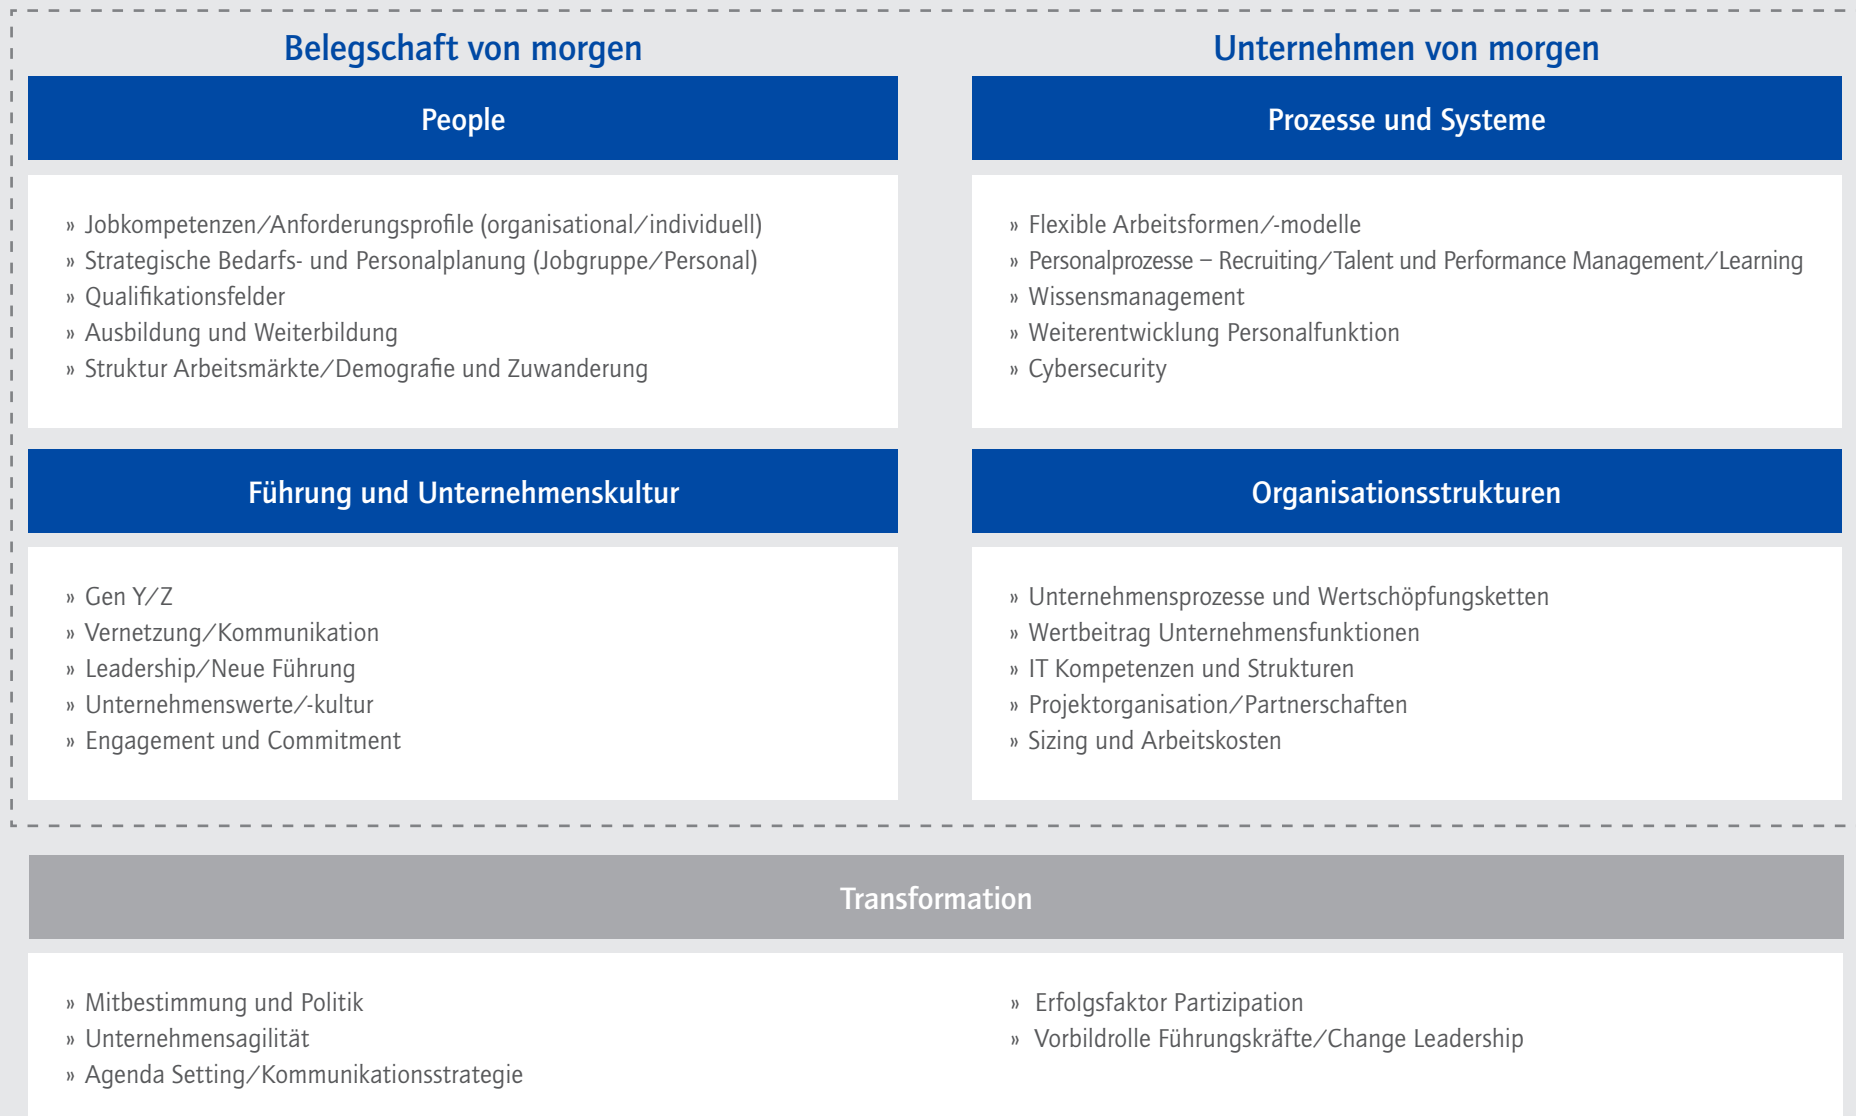 Belegschaft von morgen
People
» Jobkompetenzen/Anforderungsprofile (organisational/individuell)
» Strategische Bedarfs- und Personalplanung (Jobgruppe/Personal)
» Qualifikationsfelder
» Ausbildung und Weiterbildung
» Struktur Arbeitsmärkte/Demografie und Zuwanderung
Führung und Unternehmenskultur
» Gen Y/Z
» Vernetzung/Kommunikation
» Leadership/Neue Führung
» Unternehmenswerte/-kultur
» Engagement und Commitment
Unternehmen von morgen
Prozesse und Systeme
» Flexible Arbeitsformen/-modelle
» Personalprozesse – Recruiting/Talent und Performance Management/Learning
» Wissensmanagement
» Weiterentwicklung Personalfunktion
» Cybersecurity
Organisationsstrukturen
» Unternehmensprozesse und Wertschöpfungsketten
» Wertbeitrag Unternehmensfunktionen
» IT Kompetenzen und Strukturen
» Projektorganisation/Partnerschaften
» Sizing und Arbeitskosten
Transformation
» Mitbestimmung und Politik
» Unternehmensagilität
» Agenda Setting/Kommunikationsstrategie
» Erfolgsfaktor Partizipation
» Vorbildrolle Führungskräfte/Change Leadership